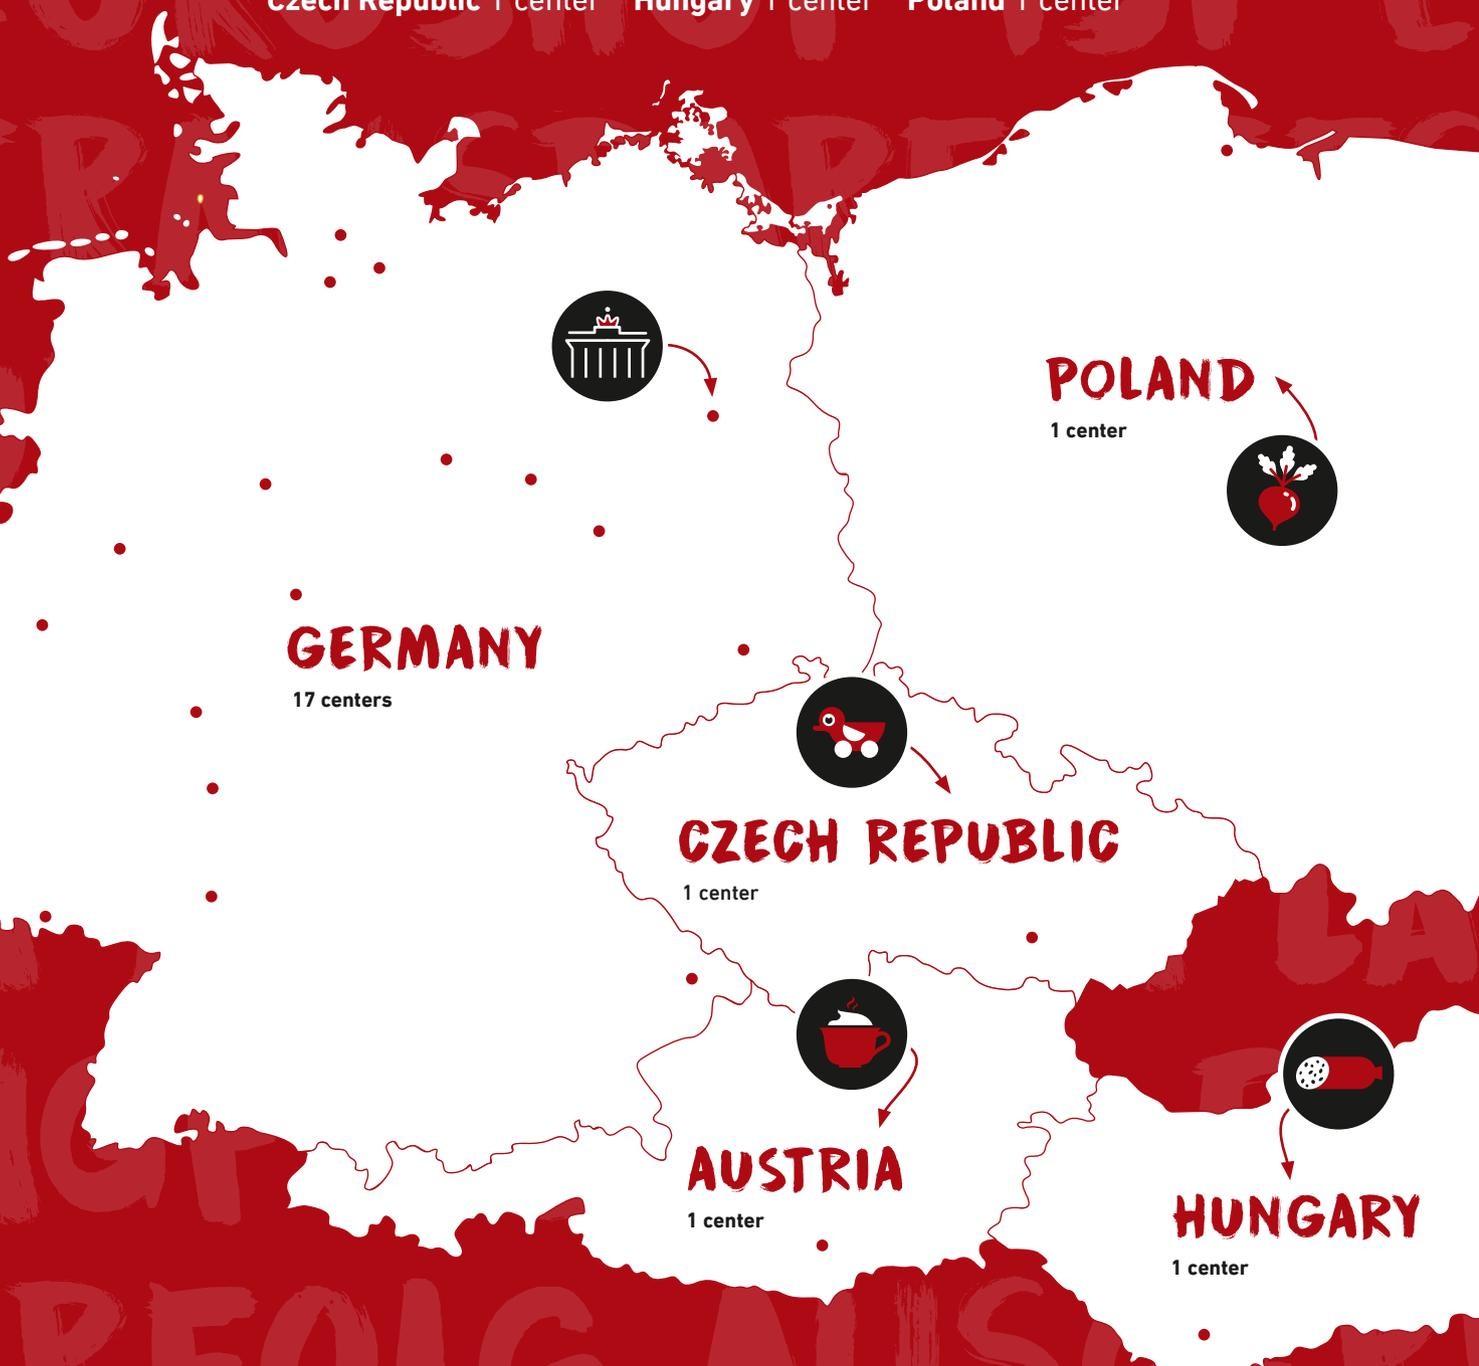 Czech Republic 1 center Hungary 1 center Poland 1 center
POLAND
1 center
GERMANY
17 centers
CZECH REPUBLIC
1 center
AUSTRIA
1 center
HUNGARY
1 center